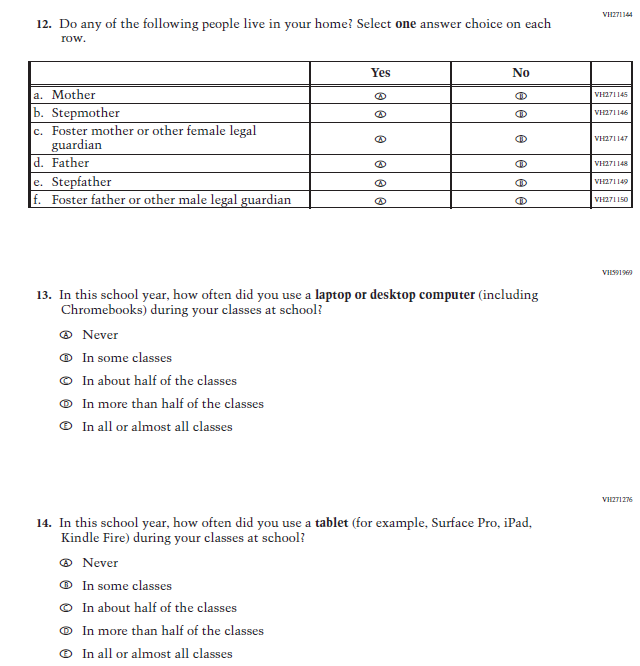 VH271144
12. Do any of the following people live in your home? Select one answer choice on each
row.
Yes No
a. Mother Ⓐ Ⓑ VH271145
b. Stepmother Ⓐ Ⓑ VH271146
c. Foster mother or other female legal
guardian Ⓐ Ⓑ VH271147
d. Father Ⓐ Ⓑ VH271148
e. Stepfather Ⓐ Ⓑ VH271149
f. Foster father or other male legal guardian Ⓐ Ⓑ VH271150
VH591969
13. In this school year, how often did you use a laptop or desktop computer (including
Chromebooks) during your classes at school?
Ⓐ Never
Ⓑ In some classes
Ⓒ In about half of the classes
Ⓓ In more than half of the classes
Ⓔ In all or almost all classes
VH271276
14. In this school year, how often did you use a tablet (for example, Surface Pro, iPad,
Kindle Fire) during your classes at school?
Ⓐ Never
Ⓑ In some classes
Ⓒ In about half of the classes
Ⓓ In more than half of the classes
Ⓔ In all or almost all classes